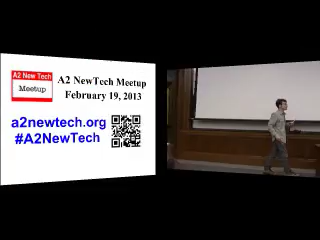 A2 New Tech
Meetup
A2 NewTech Meetup
February 19, 2013
a2newtech.org
#A2NewTech